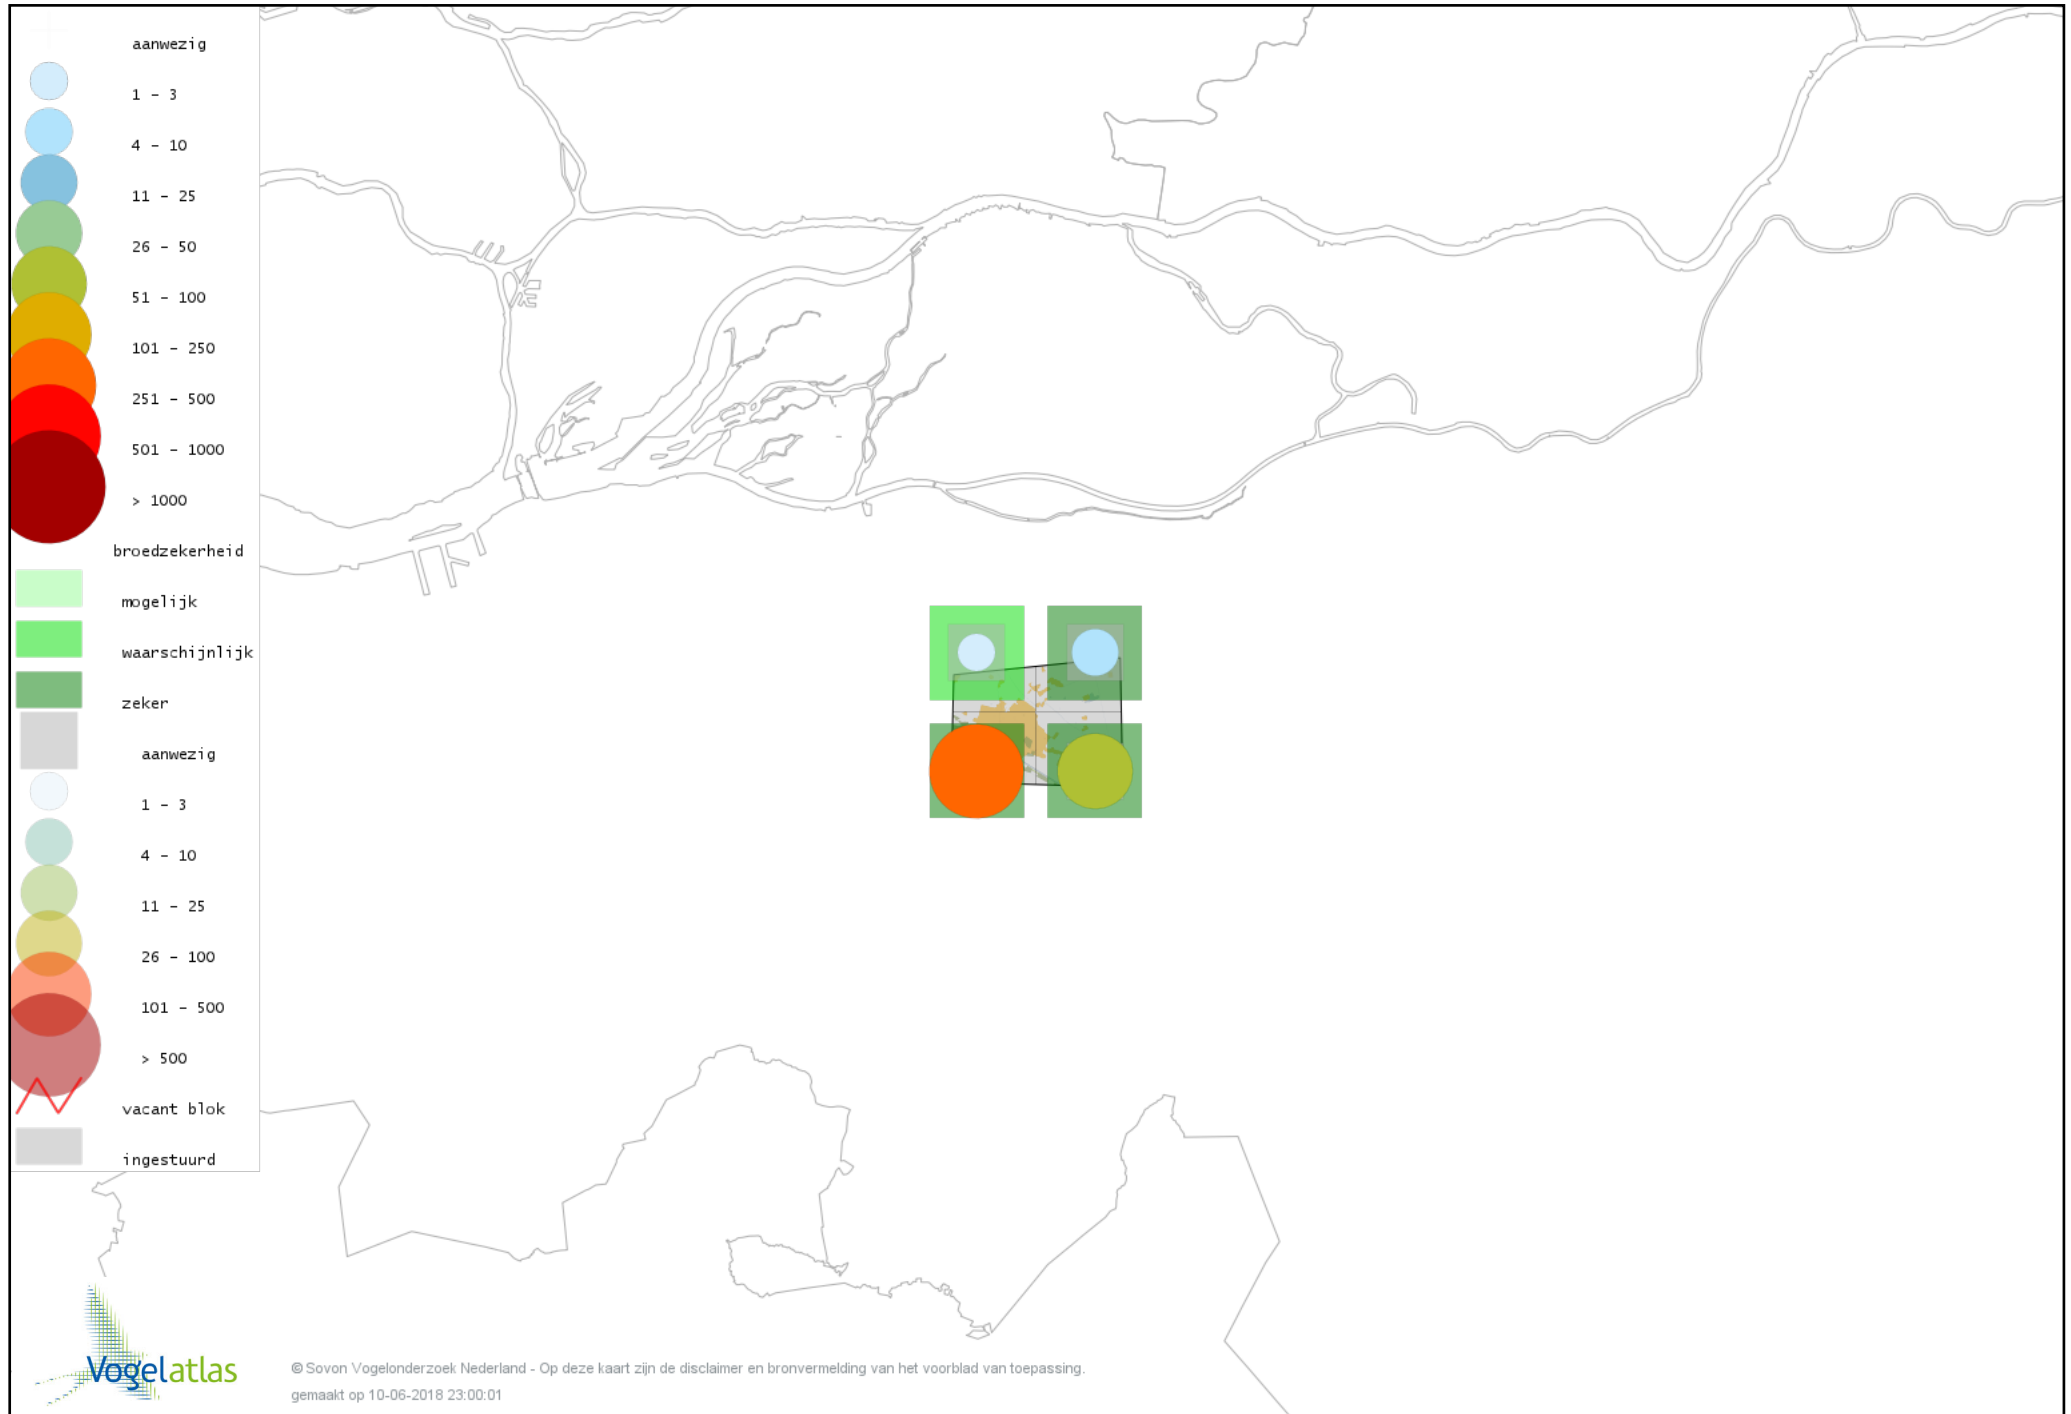 aanwezig
1 - 3
4 - 10
11 - 25
26 - 50
51 - 100
101 - 250
251 - 500
501 - 1000
> 1000
broedzekerheid
mogelijk
waarschijnlijk
zeker
aanwezig
1 - 3
4 - 10
11 - 25
26 - 100
101 - 500
> 500
vacant blok
ingestuurd
Vogelatlas
© Sovon Vogelonderzoek Nederland - Op deze kaart zijn de disclaimer en bronvermelding van het voorblad van toepassing.
gemaakt op 10-06-2018 23:00:01